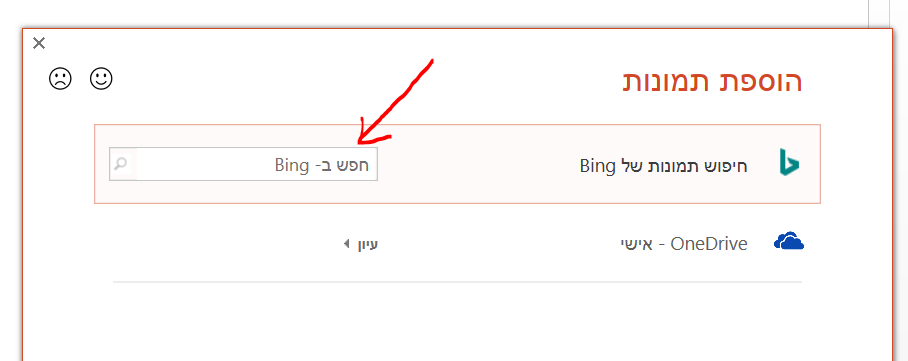 הוספת תמונות
חיפוש תמונות של Bing
חפש ב- Bing
OneDrive - אישי
עיון